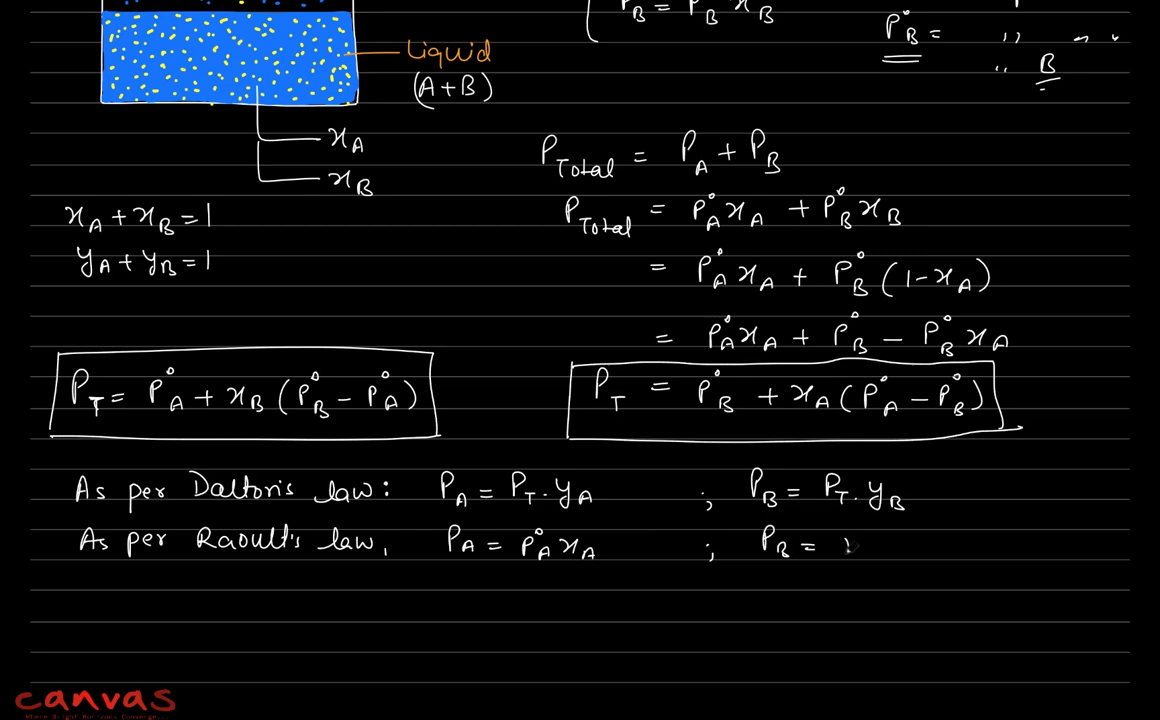 P_B = P°_B x_B
P°_B = ,, ~ ..
.. B
Liquid
(A+B)
x_A
x_B
x_A + x_B = 1
y_A + y_B = 1
P_Total = P_A + P_B
P_Total = P°_A x_A + P°_B x_B
= P°_A x_A + P°_B (1-x_A)
= P°_A x_A + P°_B - P°_B x_A
P_T = P°_A + x_B (P°_B - P°_A)
P_T = P°_B + x_A (P°_A - P°_B)
As per Dalton's law: P_A = P_T . y_A ; P_B = P_T . y_B
As per Raoult's law, P_A = P°_A x_A ; P_B =
canvas